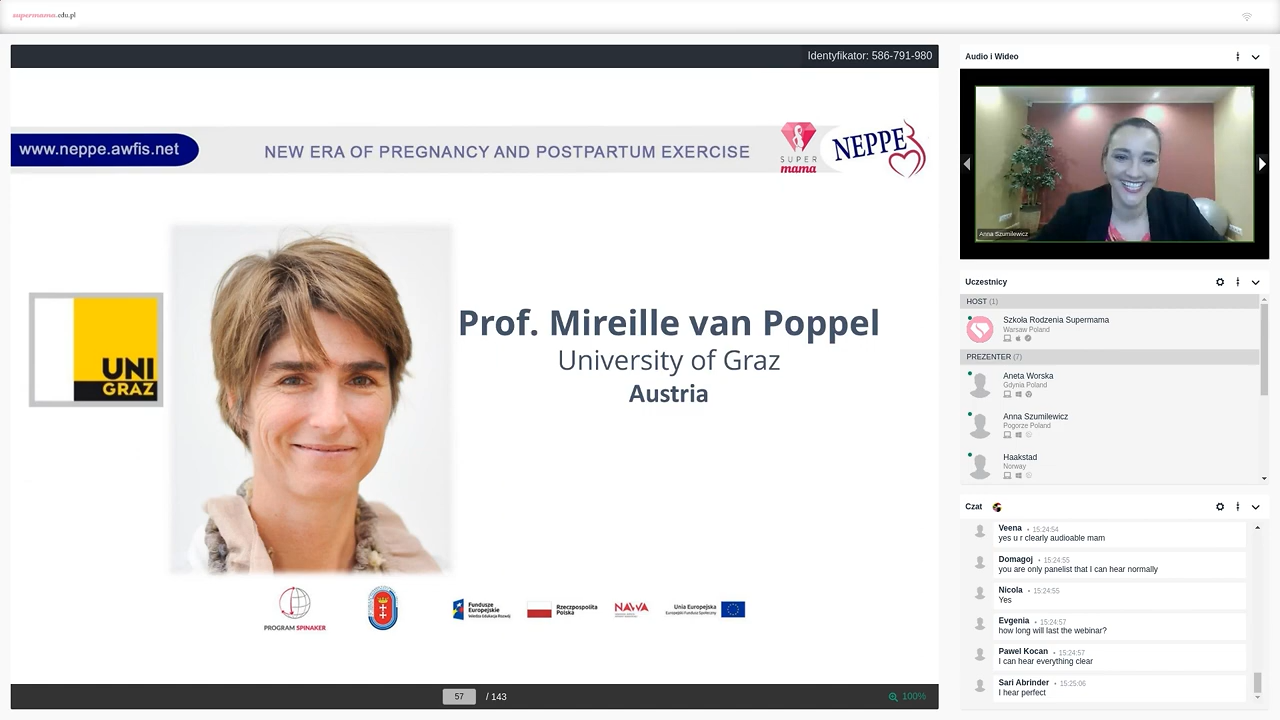 supermama.edu.pl
Identyfikator: 586-791-980
www.neppe.awfis.net
NEW ERA OF PREGNANCY AND POSTPARTUM EXERCISE
SUPER
mama
NEPPE
UNI
GRAZ
Prof. Mireille van Poppel
University of Graz
Austria
PROGRAM SPINAKER
Fundusze
Europejskie
Wiedza Edukacja Rozwój
Rzeczpospolita
Polska
NAWA
Unia Europejska
Europejski Fundusz Społeczny
57 / 143
100%
Audio i Wideo
Anna Szumilewicz
Uczestnicy
HOST (1)
Szkoła Rodzenia Supermama
Warsaw Poland
PREZENTER (7)
Aneta Worska
Gdynia Poland
Anna Szumilewicz
Pogorze Poland
Haakstad
Norway
Czat
Veena • 15:24:54
yes u r clearly audioable mam
Domagoj • 15:24:55
you are only panelist that I can hear normally
Nicola • 15:24:55
Yes
Evgenia • 15:24:57
how long will last the webinar?
Pawel Kocan • 15:24:57
I can hear everything clear
Sari Abrinder • 15:25:06
I hear perfect